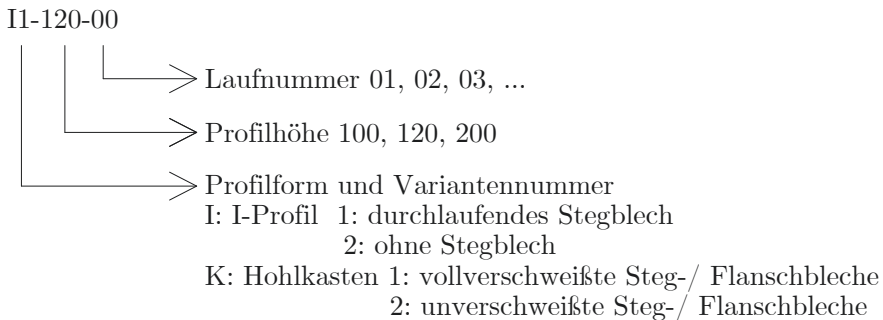 I1-120-00
Laufnummer 01, 02, 03, ...
Profilhöhe 100, 120, 200
Profilform und Variantennummer
I: I-Profil 1: durchlaufendes Stegblech
2: ohne Stegblech
K: Hohlkasten 1: vollverschweißte Steg-/ Flanschbleche
2: unverschweißte Steg-/ Flanschbleche